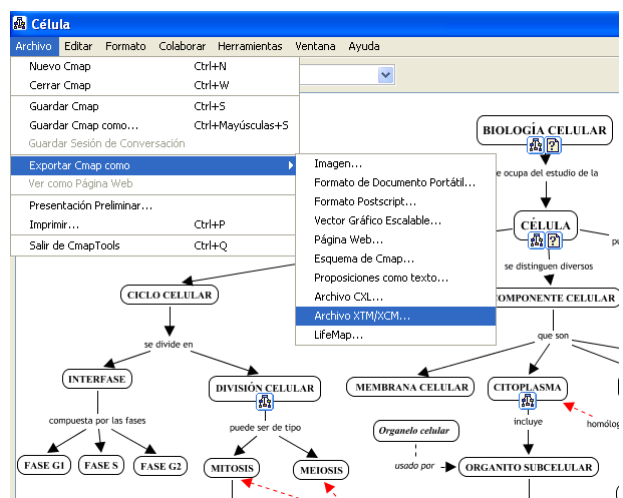 Célula
Archivo Editar Formato Colaborar Herramientas Ventana Ayuda
Nuevo Cmap Ctrl+N
Cerrar Cmap Ctrl+W
Guardar Cmap Ctrl+S
Guardar Cmap como... Ctrl+Mayúsculas+S
Guardar Sesión de Conversación
Exportar Cmap como
Ver como Página Web
Presentación Preliminar...
Imprimir... Ctrl+P
Salir de CmapTools Ctrl+Q
Imagen...
Formato de Documento Portátil...
Formato Postscript...
Vector Gráfico Escalable...
Página Web...
Esquema de Cmap...
Proposiciones como texto...
Archivo CXL...
Archivo XTM/XCM...
LifeMap...
BIOLOGÍA CELULAR
e ocupa del estudio de la
CÉLULA
pu
se distinguen diversos
CICLO CELULAR
OMPONENTE CELULAR
se divide en
que son
INTERFASE
DIVISIÓN CELULAR
MEMBRANA CELULAR
CITOPLASMA
compuesta por las fases
puede ser de tipo
Organelo celular
incluye
homólog
FASE G1
FASE S
FASE G2
MITOSIS
MEIOSIS
usado por
ORGANITO SUBCELULAR